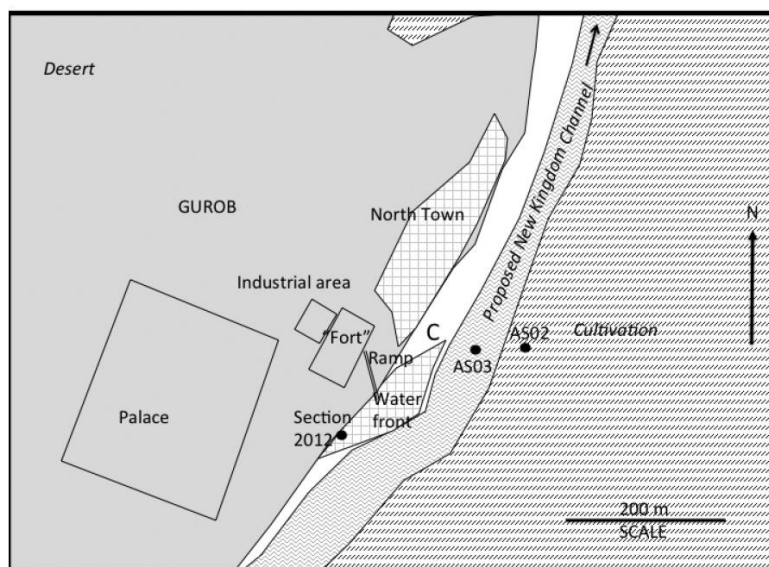 Desert
GUROB
North Town
Proposed New Kingdom Channel
N
Industrial area
"Fort"
C
AS02
Cultivation
Ramp
AS03
Palace
Water
front
Section
2012
200 m
SCALE